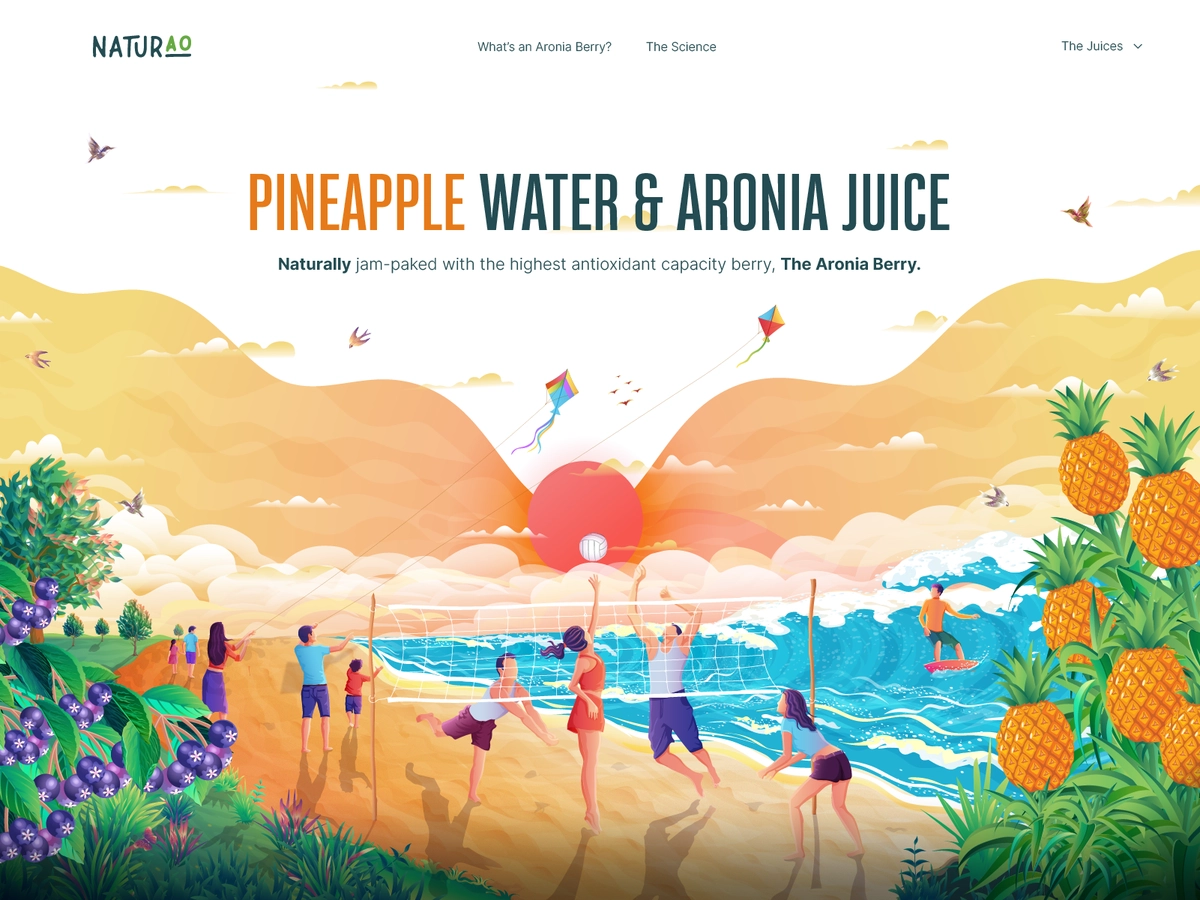 NATURAO
What's an Aronia Berry?
The Science
The Juices
PINEAPPLE WATER & ARONIA JUICE
Naturally jam-paked with the highest antioxidant capacity berry, The Aronia Berry.